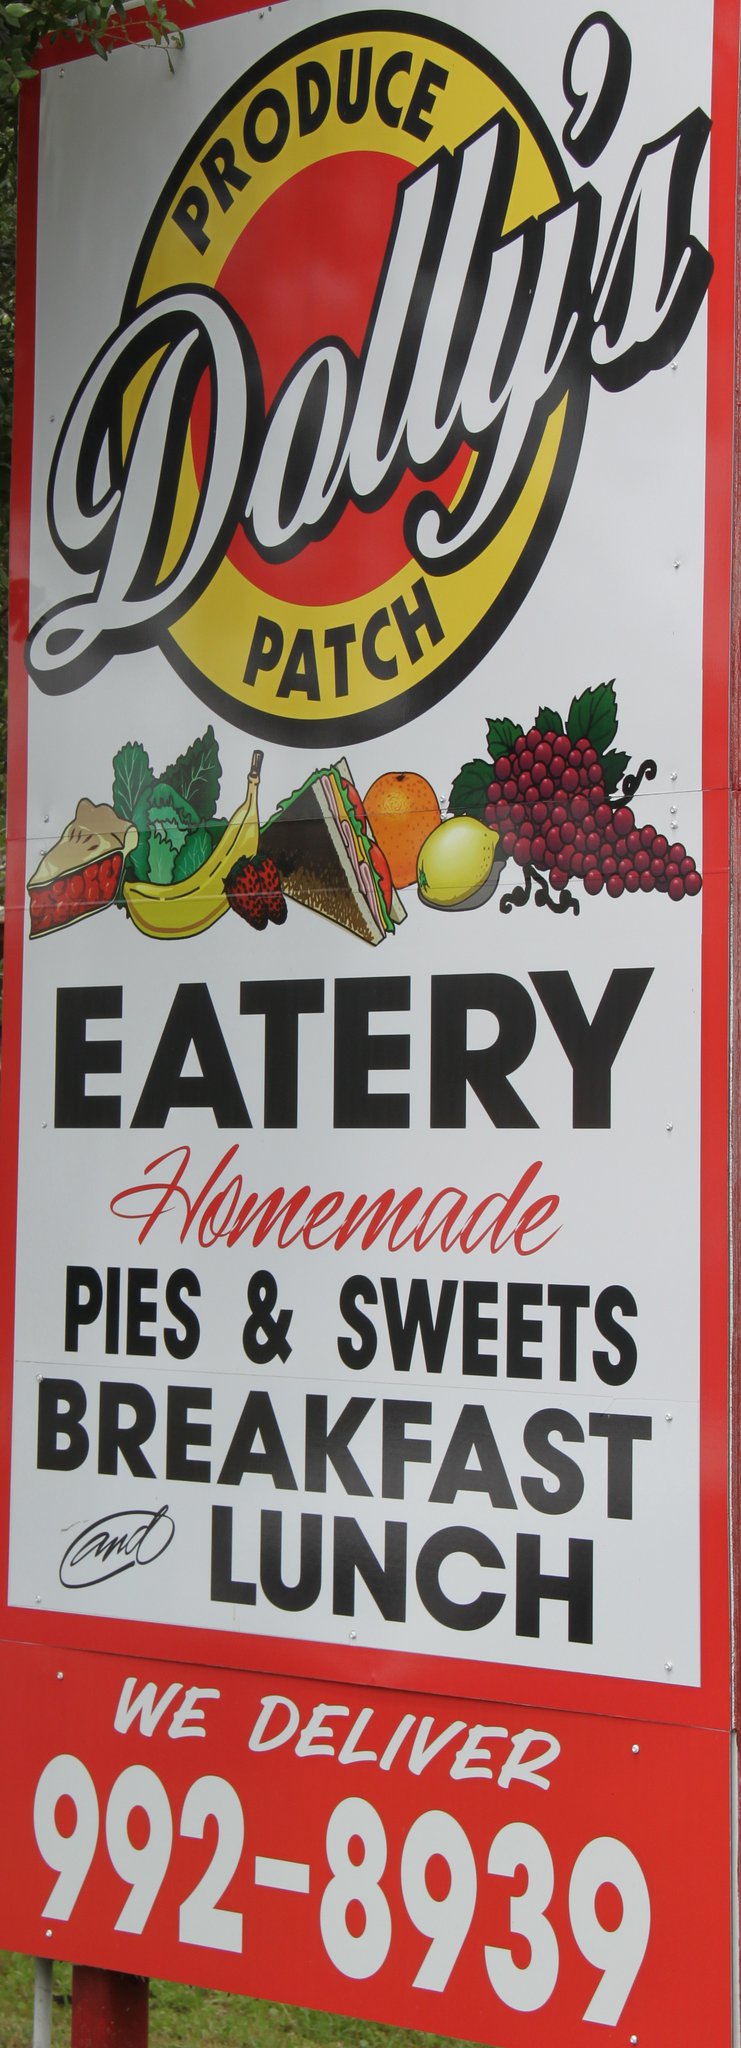 PRODUCE
Dolly's
PATCH
EATERY
Homemade
PIES & SWEETS
BREAKFAST
and LUNCH
WE DELIVER
992-8939